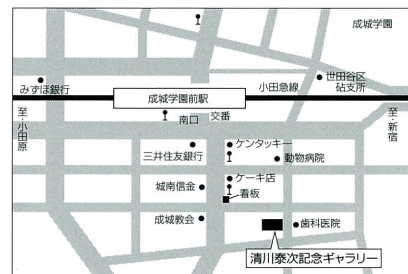 成城学園
世田谷区
砧支所
みずほ銀行
小田急線
成城学園前駅
至・小田原
至・新宿
南口
交番
三井住友銀行
ケンタッキー
動物病院
ケーキ店
城南信金
看板
成城教会
歯科医院
清川泰次記念ギャラリー